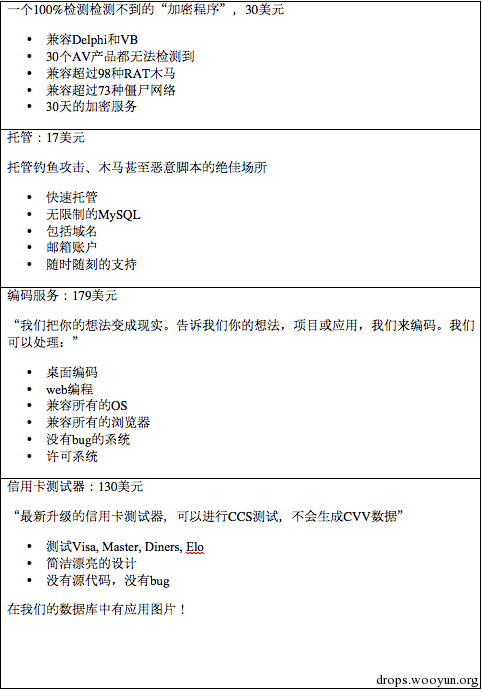 一个100%检测检测不到的“加密程序”，30美元
• 兼容Delphi和VB
• 30个AV产品都无法检测到
• 兼容超过98种RAT木马
• 兼容超过73种僵尸网络
• 30天的加密服务
托管：17美元
托管钓鱼攻击、木马甚至恶意脚本的绝佳场所
• 快速托管
• 无限制的MySQL
• 包括域名
• 邮箱账户
• 随时随刻的支持
编码服务：179美元
“我们把你的想法变成现实。告诉我们你的想法，项目或应用，我们来编码。我们
可以处理：”
• 桌面编码
• web编程
• 兼容所有的OS
• 兼容所有的浏览器
• 没有bug的系统
• 许可系统
信用卡测试器：130美元
“最新升级的信用卡测试器，可以进行CCS测试，不会生成CVV数据”
• 测试Visa, Master, Diners, Elo
• 简洁漂亮的设计
• 没有源代码，没有bug
在我们的数据库中有应用图片！
drops.wooyun.org